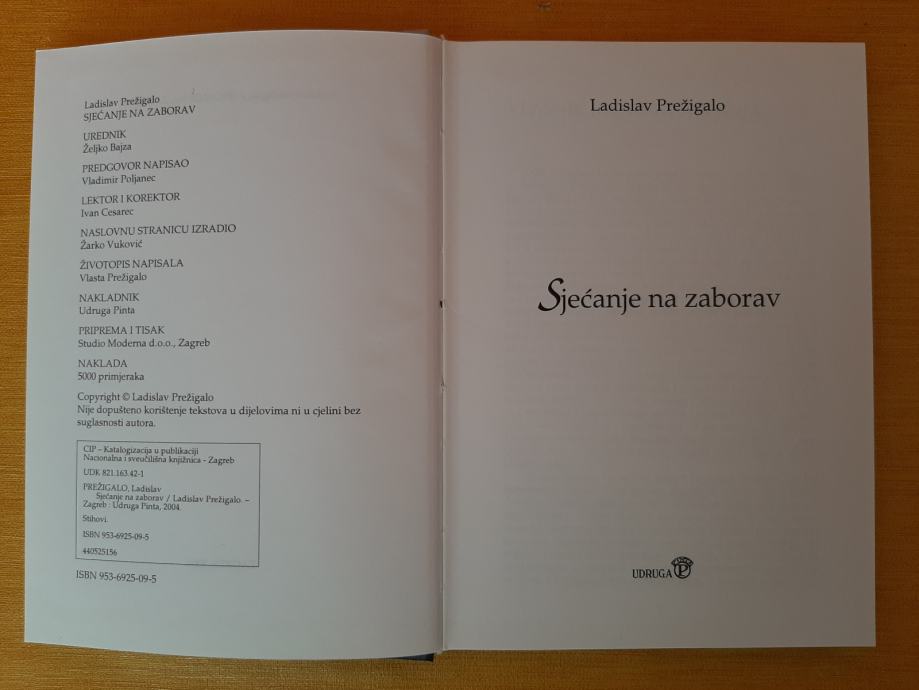 Ladislav Prežigalo
SJEĆANJE NA ZABORAV
UREDNIK
Željko Bajza
PREDGOVOR NAPISAO
Vladimir Poljanec
LEKTOR I KOREKTOR
Ivan Cesarec
NASLOVNU STRANICU IZRADIO
Žarko Vuković
ŽIVOTOPIS NAPISALA
Vlasta Prežigalo
NAKLADNIK
Udruga Pinta
PRIPREMA I TISAK
Studio Moderna d.o.o., Zagreb
NAKLADA
5000 primjeraka
Copyright © Ladislav Prežigalo
Nije dopušteno korištenje tekstova u dijelovima ni u cjelini bez
suglasnosti autora.
CIP – Katalogizacija u publikaciji
Nacionalna i sveučilišna knjižnica - Zagreb
UDK 821.163.42-1
PREŽIGALO, Ladislav
Sjećanje na zaborav / Ladislav Prežigalo. –
Zagreb : Udruga Pinta, 2004.
Stihovi.
ISBN 953-6925-09-5
440525156
ISBN 953-6925-09-5
Ladislav Prežigalo
Sjećanje na zaborav
UDRUGA